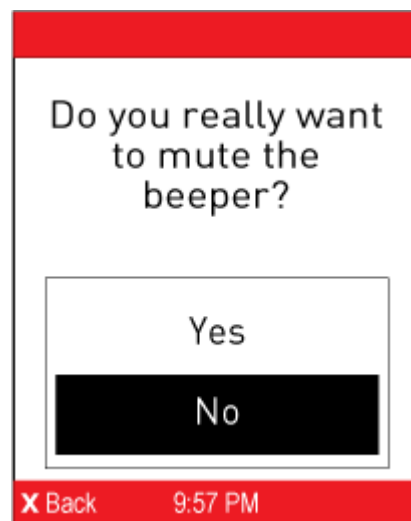 Do you really want
to mute the
beeper?
Yes
No
X Back 9:57 PM